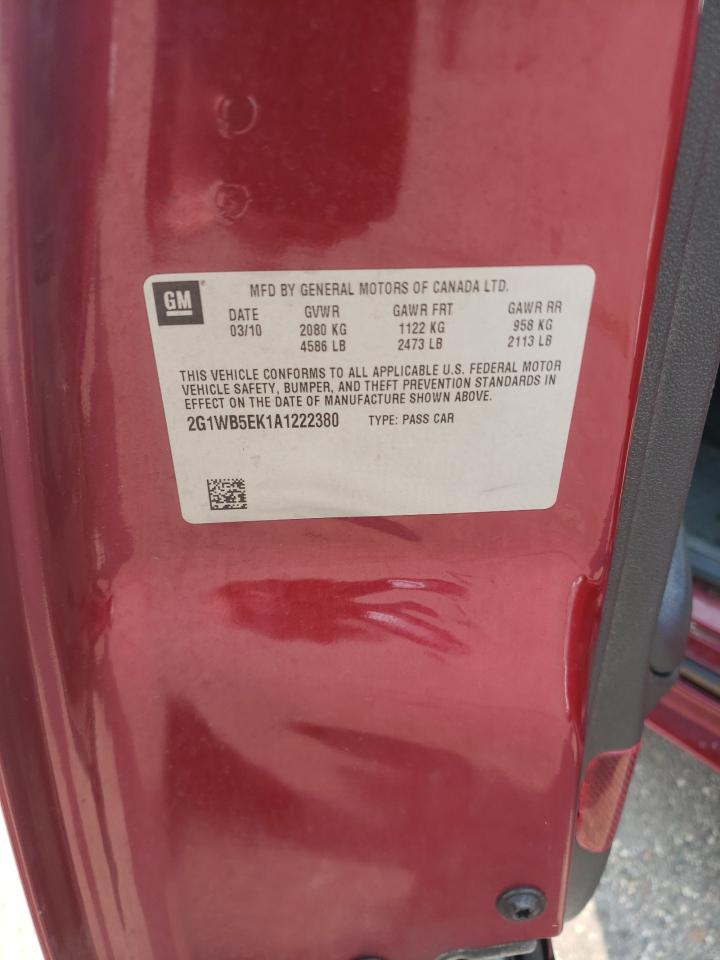 GM
MFD BY GENERAL MOTORS OF CANADA LTD.
DATE GVWR GAWR FRT GAWR RR
03/10 2080 KG 1122 KG 958 KG
4586 LB 2473 LB 2113 LB
THIS VEHICLE CONFORMS TO ALL APPLICABLE U.S. FEDERAL MOTOR
VEHICLE SAFETY, BUMPER, AND THEFT PREVENTION STANDARDS IN
EFFECT ON THE DATE OF MANUFACTURE SHOWN ABOVE.
2G1WB5EK1A1222380 TYPE: PASS CAR